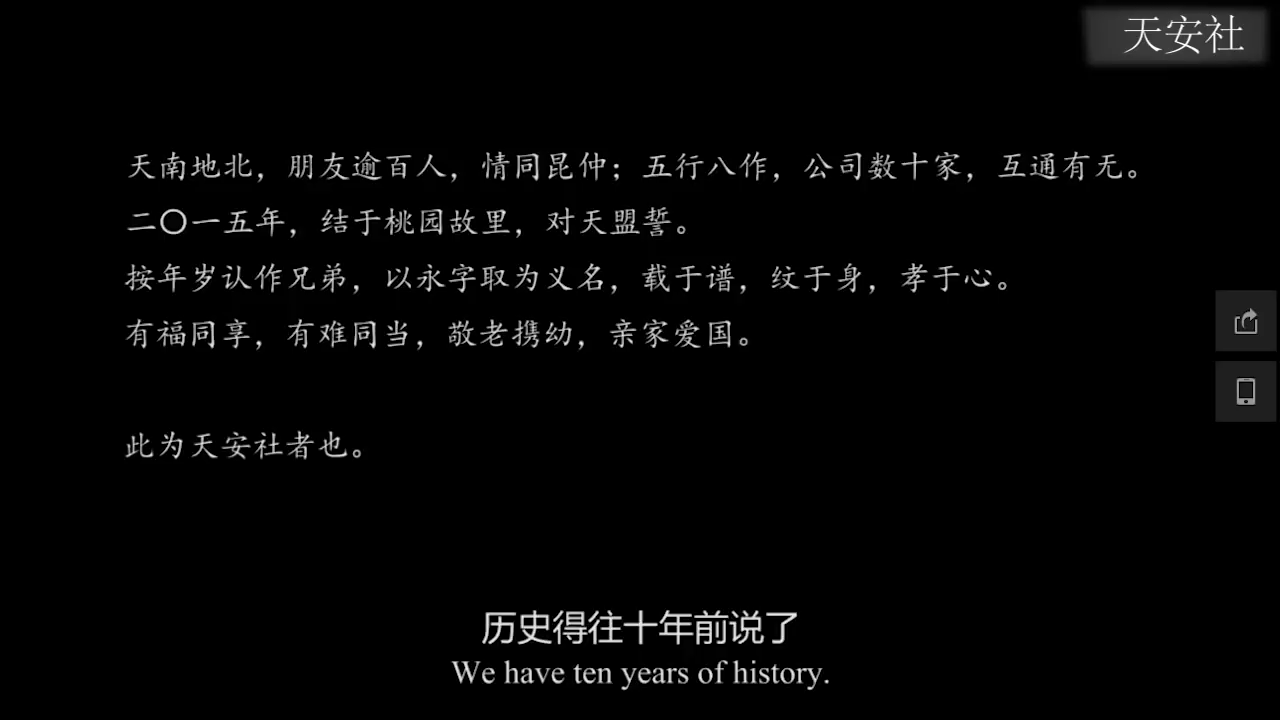 天安社
天南地北，朋友逾百人，情同昆仲；五行八作，公司数十家，互通有无。
二〇一五年，结于桃园故里，对天盟誓。
按年岁认作兄弟，以永字取为义名，载于谱，纹于身，孝于心。
有福同享，有难同当，敬老携幼，亲家爱国。
此为天安社者也。
历史得往十年前说了
We have ten years of history.